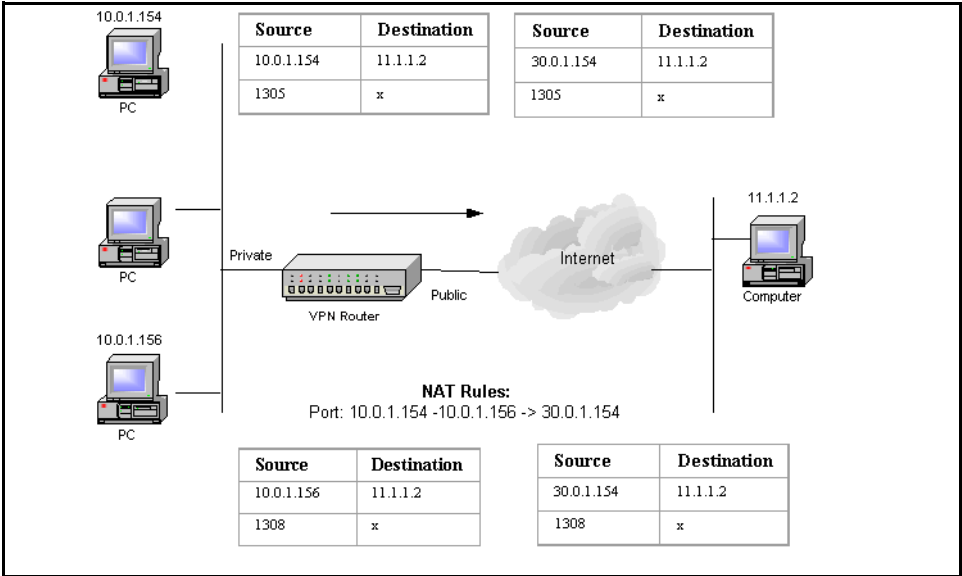 10.0.1.154
PC
Source Destination
10.0.1.154 11.1.1.2
1305 x
Source Destination
30.0.1.154 11.1.1.2
1305 x
PC
Private
VPN Router
Public
Internet
11.1.1.2
Computer
10.0.1.156
PC
NAT Rules:
Port: 10.0.1.154 -10.0.1.156 -> 30.0.1.154
Source Destination
10.0.1.156 11.1.1.2
1308 x
Source Destination
30.0.1.154 11.1.1.2
1308 x